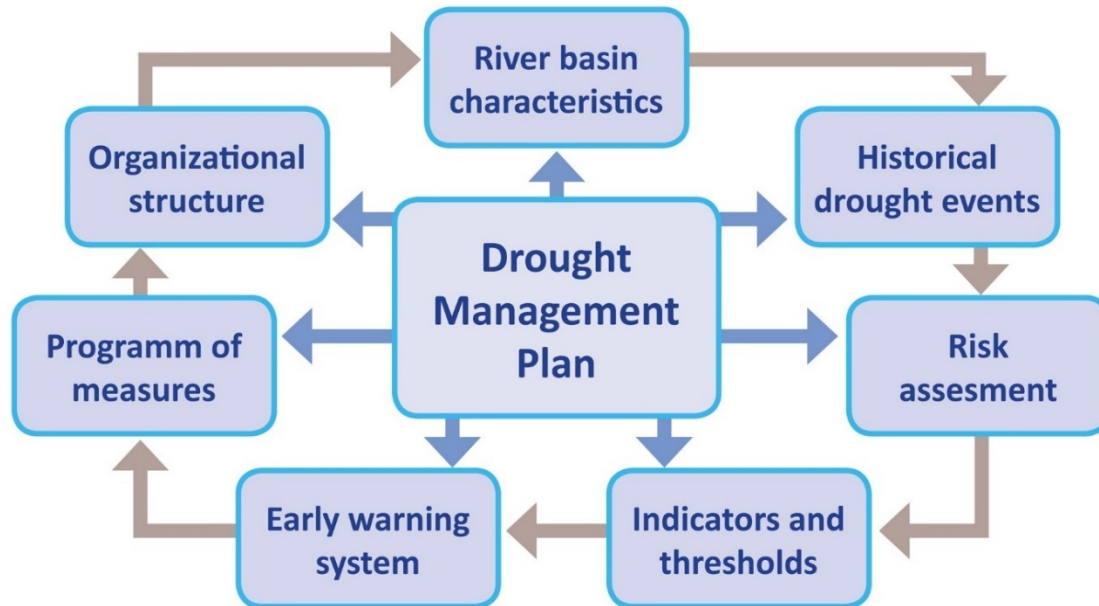 River basin
characteristics
Organizational
structure
Historical
drought events
Drought
Management
Plan
Programm of
measures
Risk
assesment
Early warning
system
Indicators and
thresholds